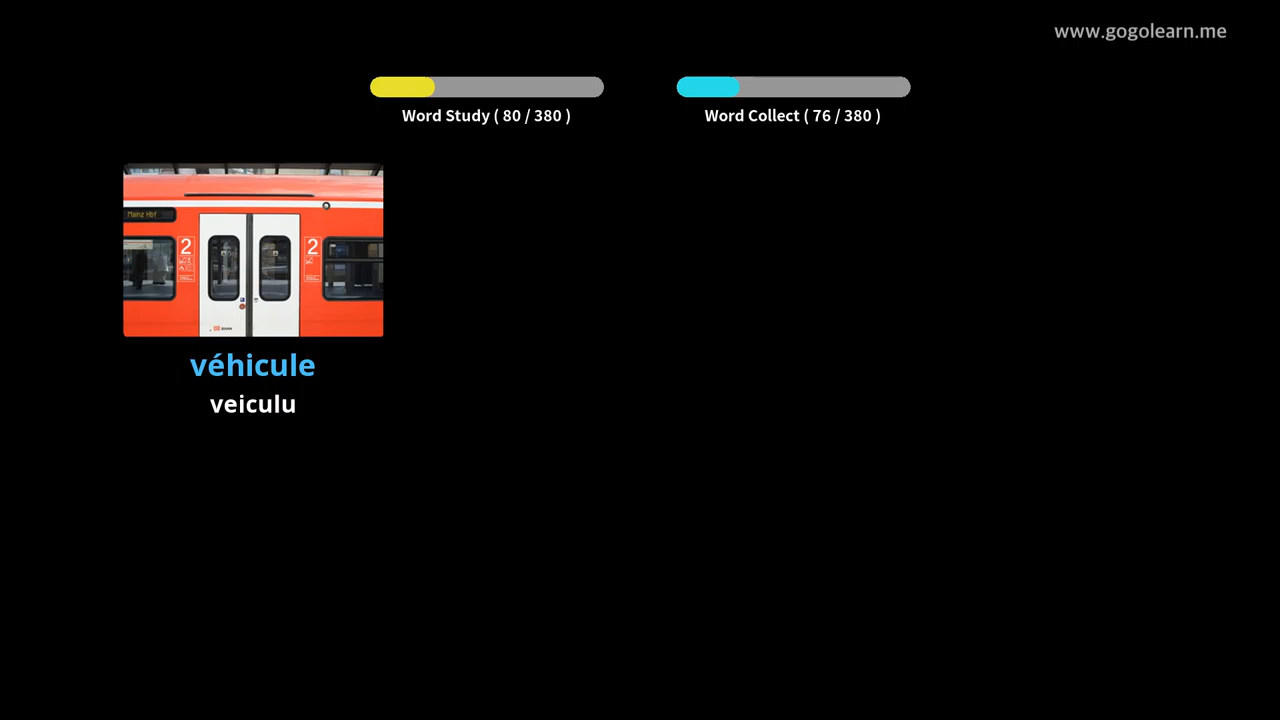 www.gogolearn.me
Word Study ( 80 / 380 )
Word Collect ( 76 / 380 )
Mainz Hbf
2
2
véhicule
veiculu